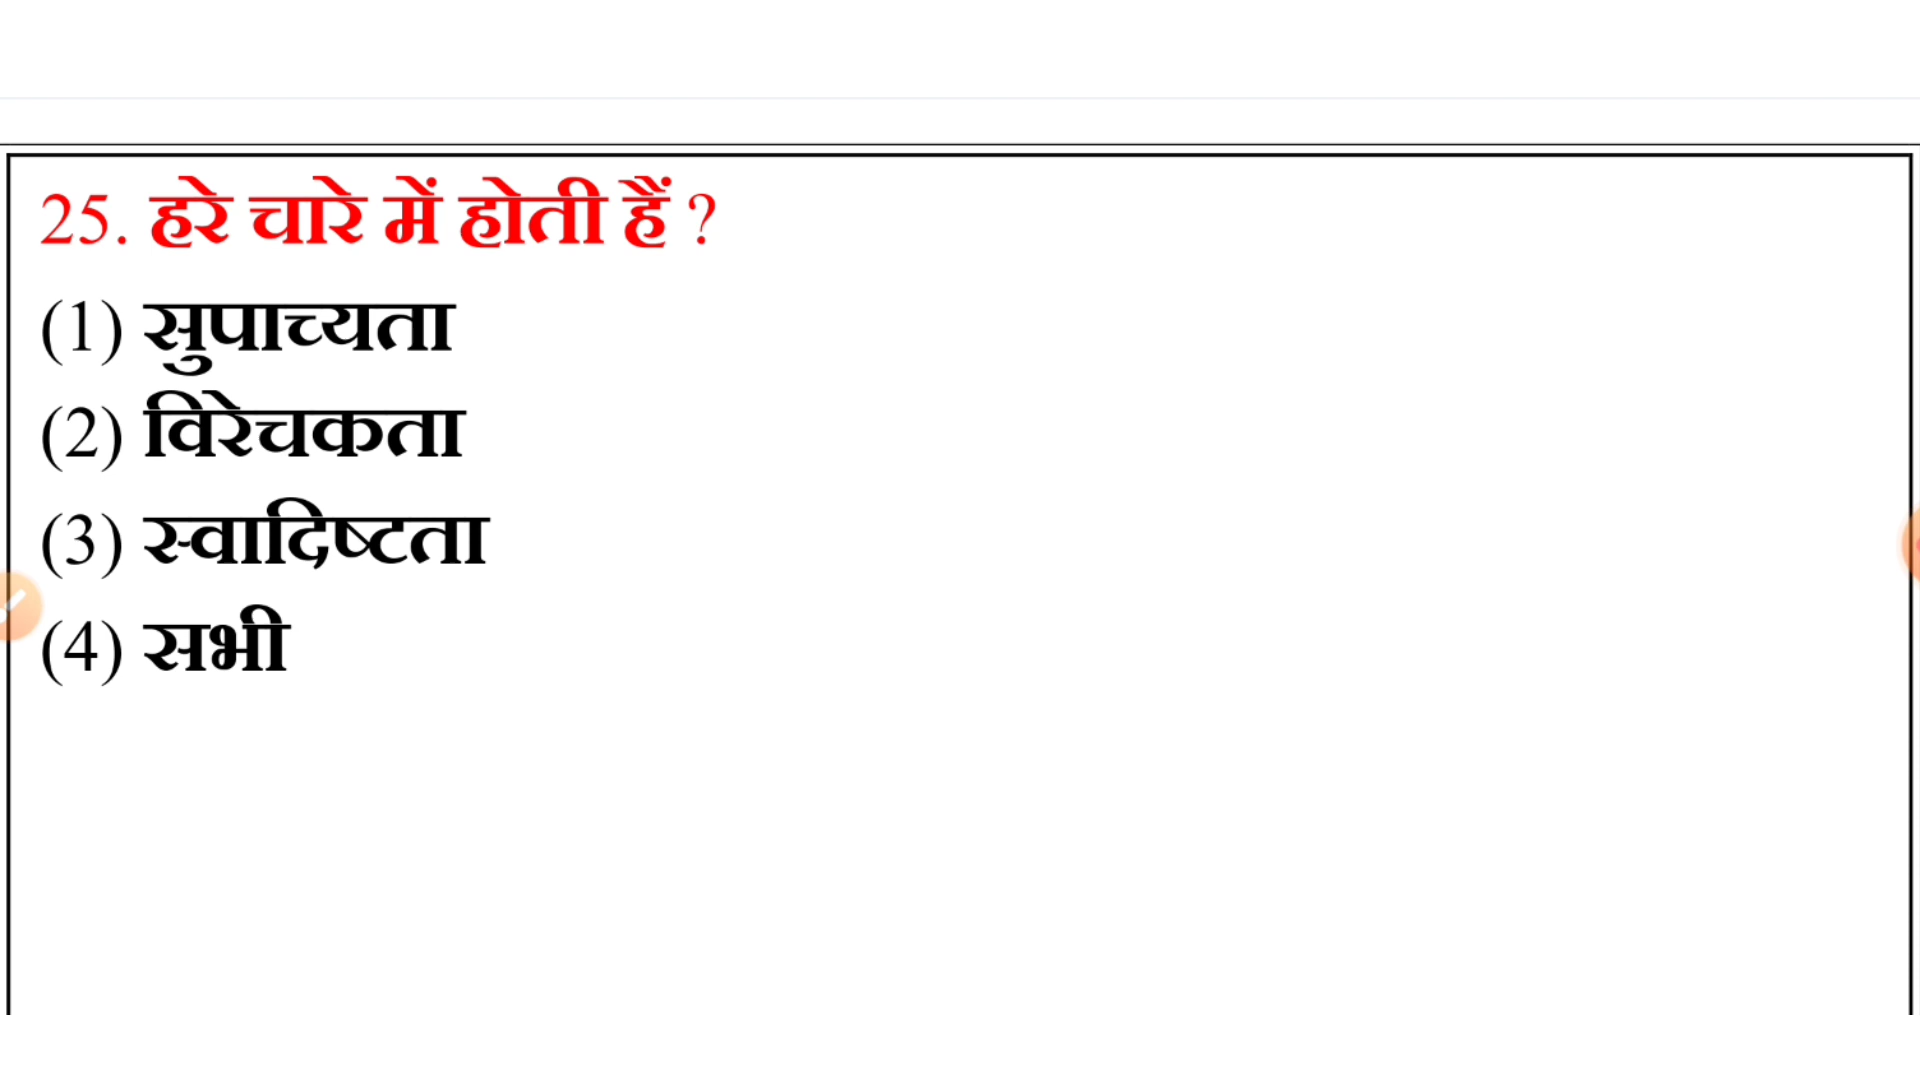 25. हरे चारे में होती हैं ?
(1) सुपाच्यता
(2) विरेचकता
(3) स्वादिष्टता
(4) सभी